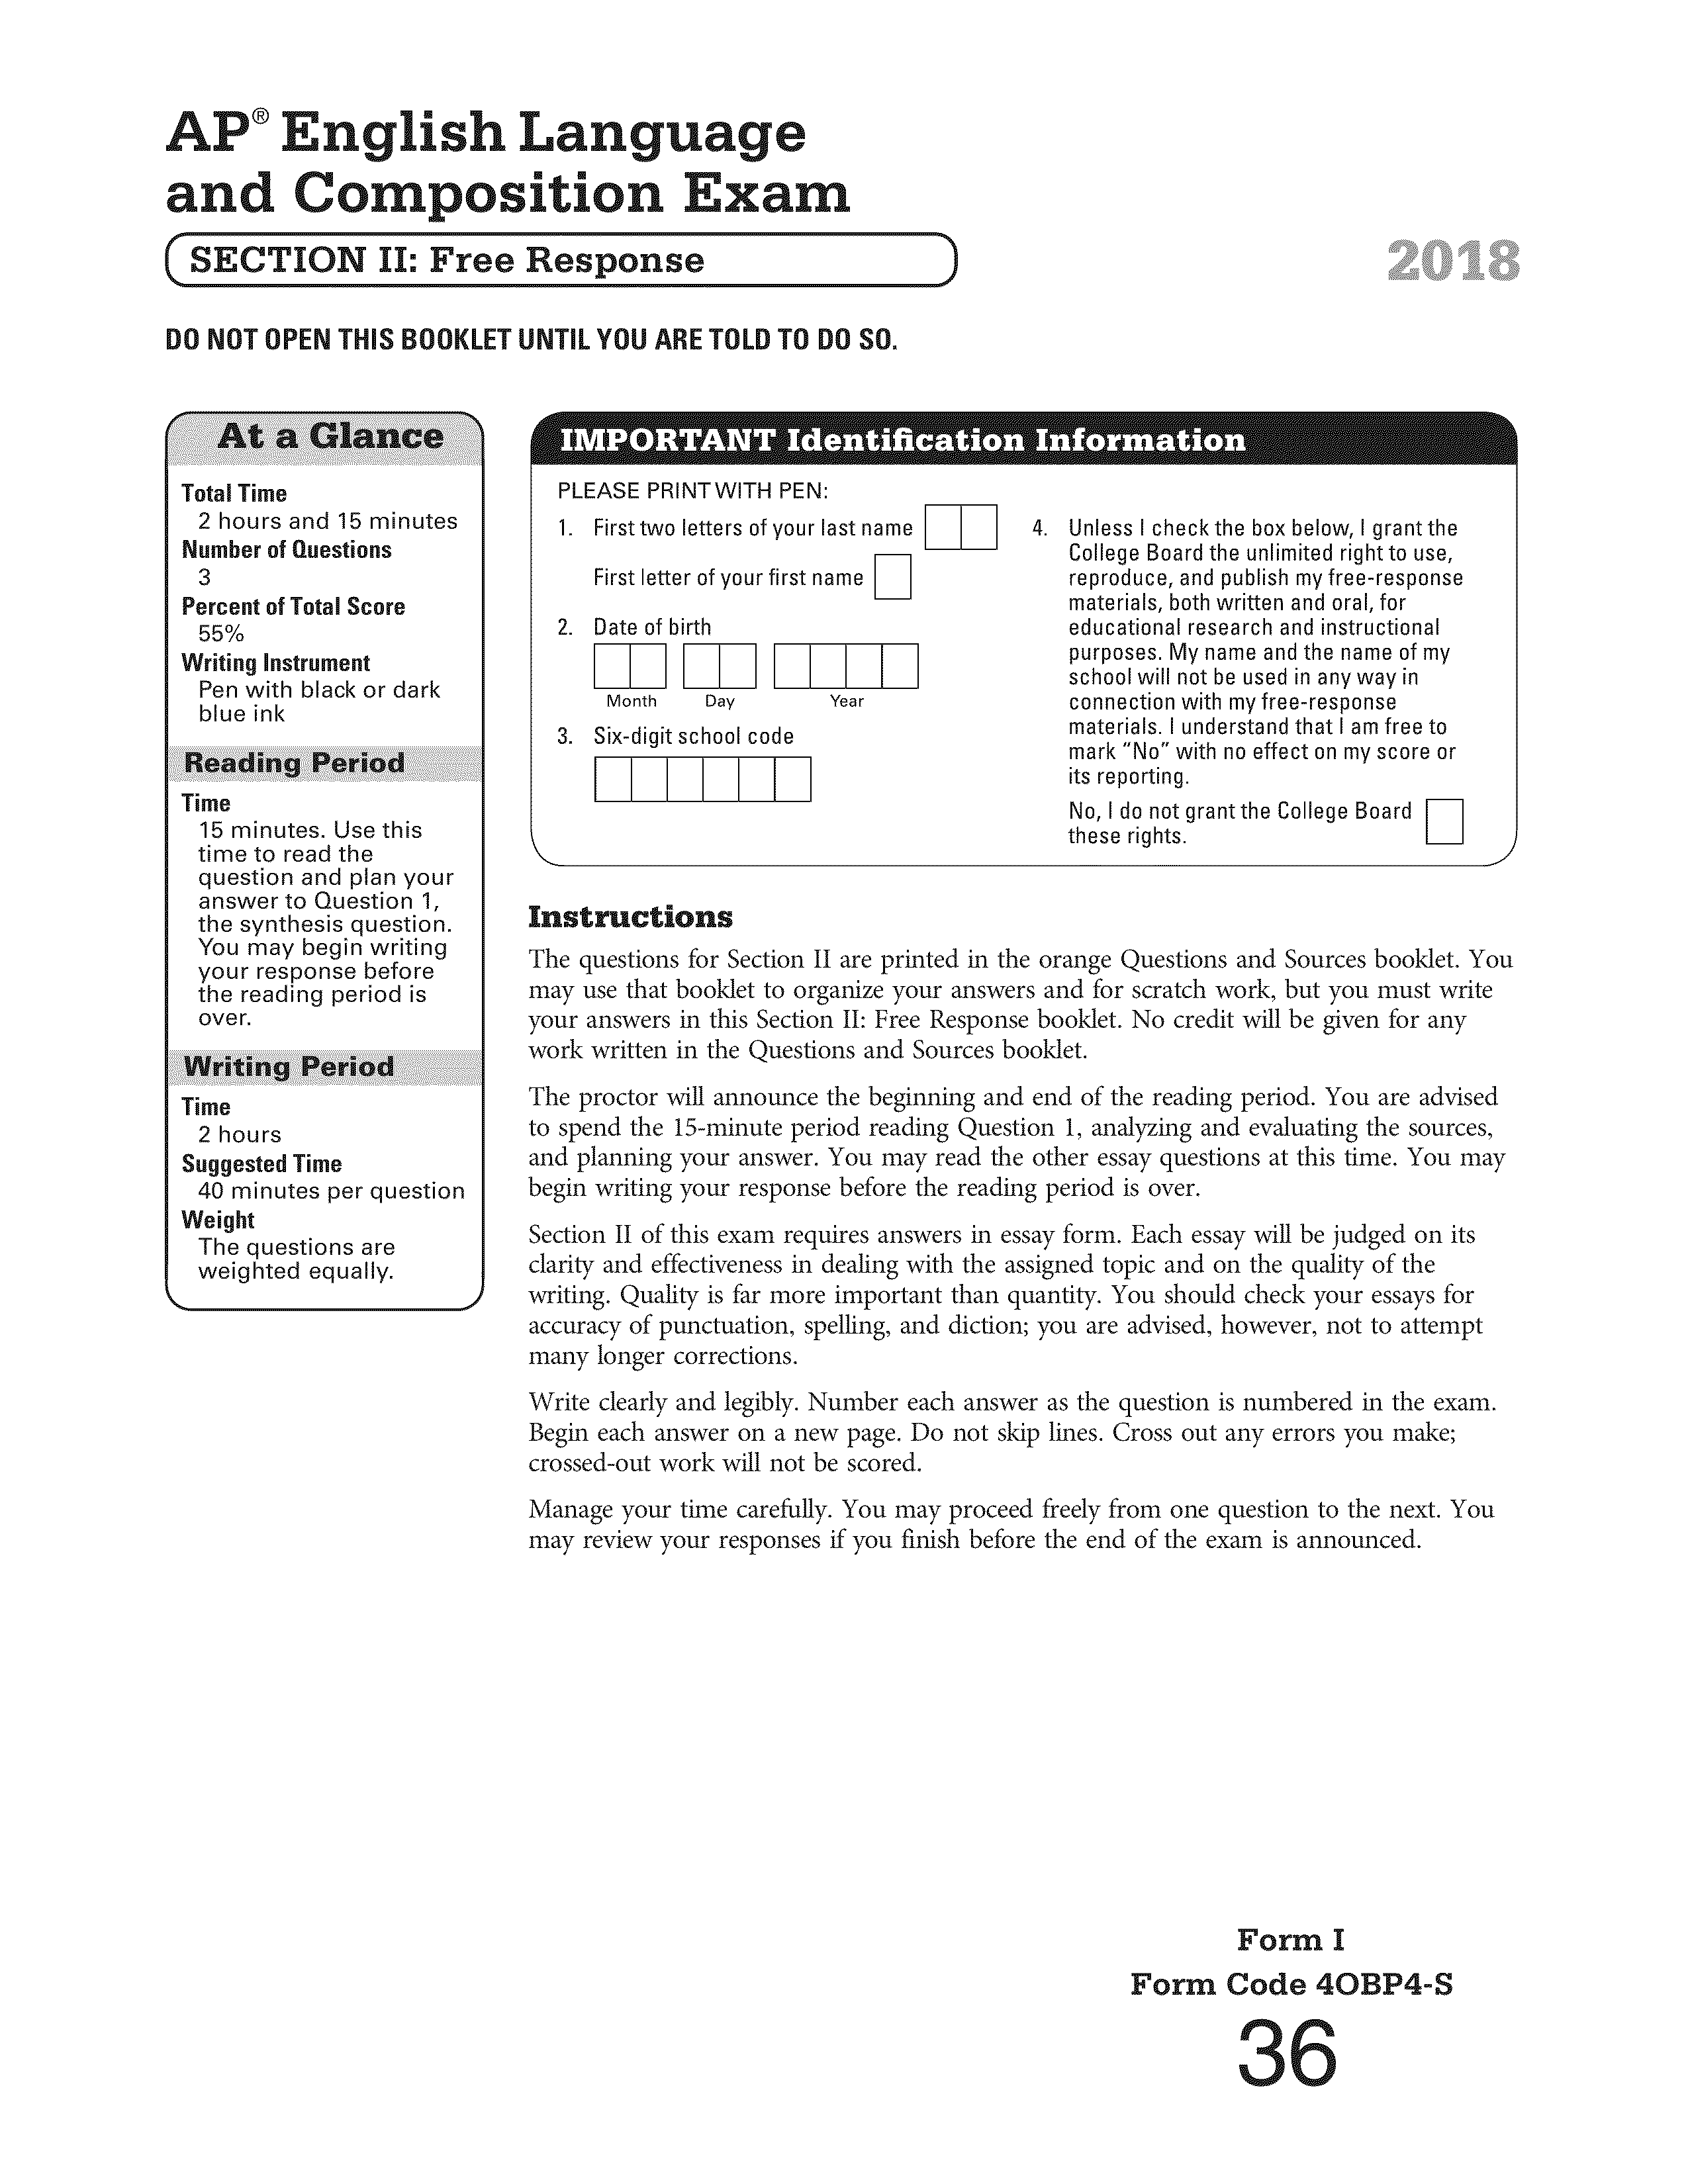 AP® English Language
and Composition Exam
SECTION II: Free Response
2018
DO NOT OPEN THIS BOOKLET UNTIL YOU ARE TOLD TO DO SO.
At a Glance
Total Time
2 hours and 15 minutes
Number of Questions
3
Percent of Total Score
55%
Writing Instrument
Pen with black or dark
blue ink
Reading Period
Time
15 minutes. Use this
time to read the
question and plan your
answer to Question 1,
the synthesis question.
You may begin writing
your response before
the reading period is
over.
Writing Period
Time
2 hours
Suggested Time
40 minutes per question
Weight
The questions are
weighted equally.
IMPORTANT Identification Information
PLEASE PRINT WITH PEN:
1. First two letters of your last name
First letter of your first name
2. Date of birth
Month Day Year
3. Six-digit school code
4. Unless I check the box below, I grant the
College Board the unlimited right to use,
reproduce, and publish my free-response
materials, both written and oral, for
educational research and instructional
purposes. My name and the name of my
school will not be used in any way in
connection with my free-response
materials. I understand that I am free to
mark “No” with no effect on my score or
its reporting.
No, I do not grant the College Board
these rights.
Instructions
The questions for Section II are printed in the orange Questions and Sources booklet. You
may use that booklet to organize your answers and for scratch work, but you must write
your answers in this Section II: Free Response booklet. No credit will be given for any
work written in the Questions and Sources booklet.
The proctor will announce the beginning and end of the reading period. You are advised
to spend the 15-minute period reading Question 1, analyzing and evaluating the sources,
and planning your answer. You may read the other essay questions at this time. You may
begin writing your response before the reading period is over.
Section II of this exam requires answers in essay form. Each essay will be judged on its
clarity and effectiveness in dealing with the assigned topic and on the quality of the
writing. Quality is far more important than quantity. You should check your essays for
accuracy of punctuation, spelling, and diction; you are advised, however, not to attempt
many longer corrections.
Write clearly and legibly. Number each answer as the question is numbered in the exam.
Begin each answer on a new page. Do not skip lines. Cross out any errors you make;
crossed-out work will not be scored.
Manage your time carefully. You may proceed freely from one question to the next. You
may review your responses if you finish before the end of the exam is announced.
Form I
Form Code 4OBP4-S
36